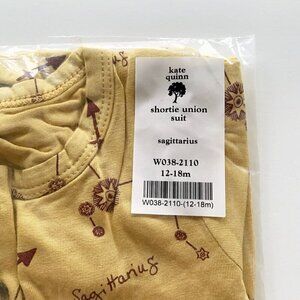 kate
quinn
shortie union
suit
sagittarius
W038-2110
12-18m
W038-2110-(12-18m)
Sagittarius